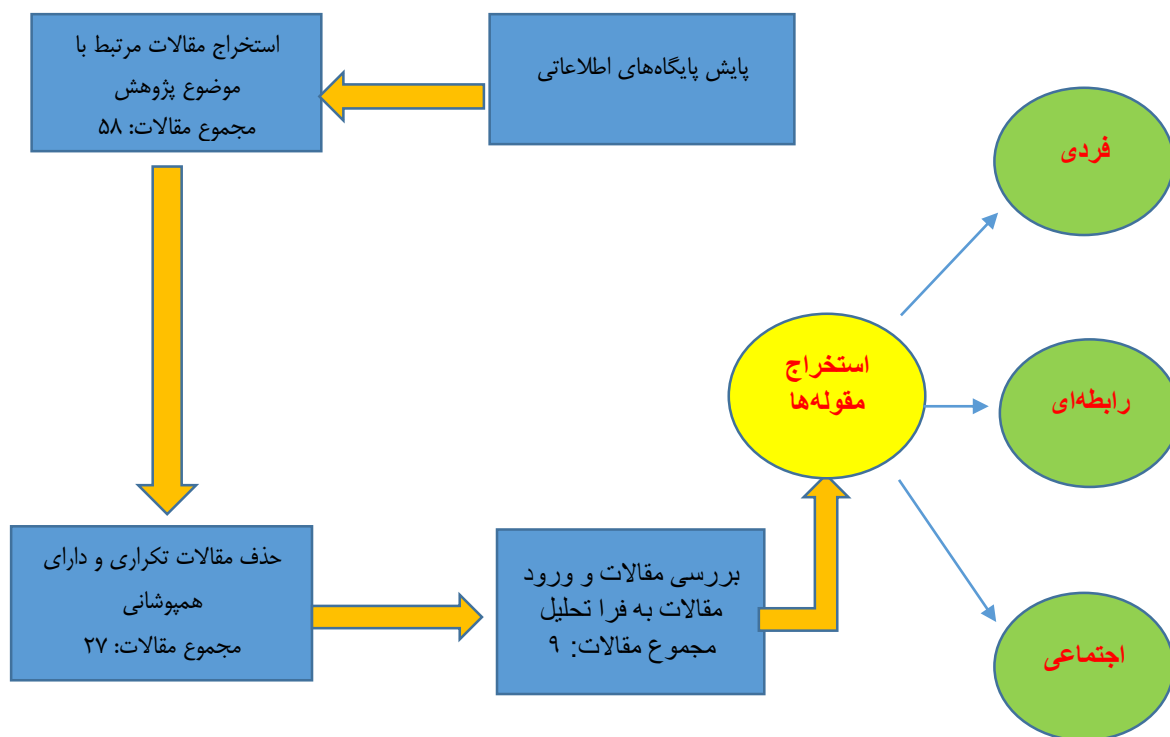 پایش پایگاه‌های اطلاعاتی
استخراج مقالات مرتبط با
موضوع پژوهش
مجموع مقالات: ۵۸
حذف مقالات تکراری و دارای
همپوشانی
مجموع مقالات: ۲۷
بررسی مقالات و ورود
مقالات به فرا تحلیل
مجموع مقالات: ۹
استخراج
مقوله‌ها
فردی
رابطه‌ای
اجتماعی